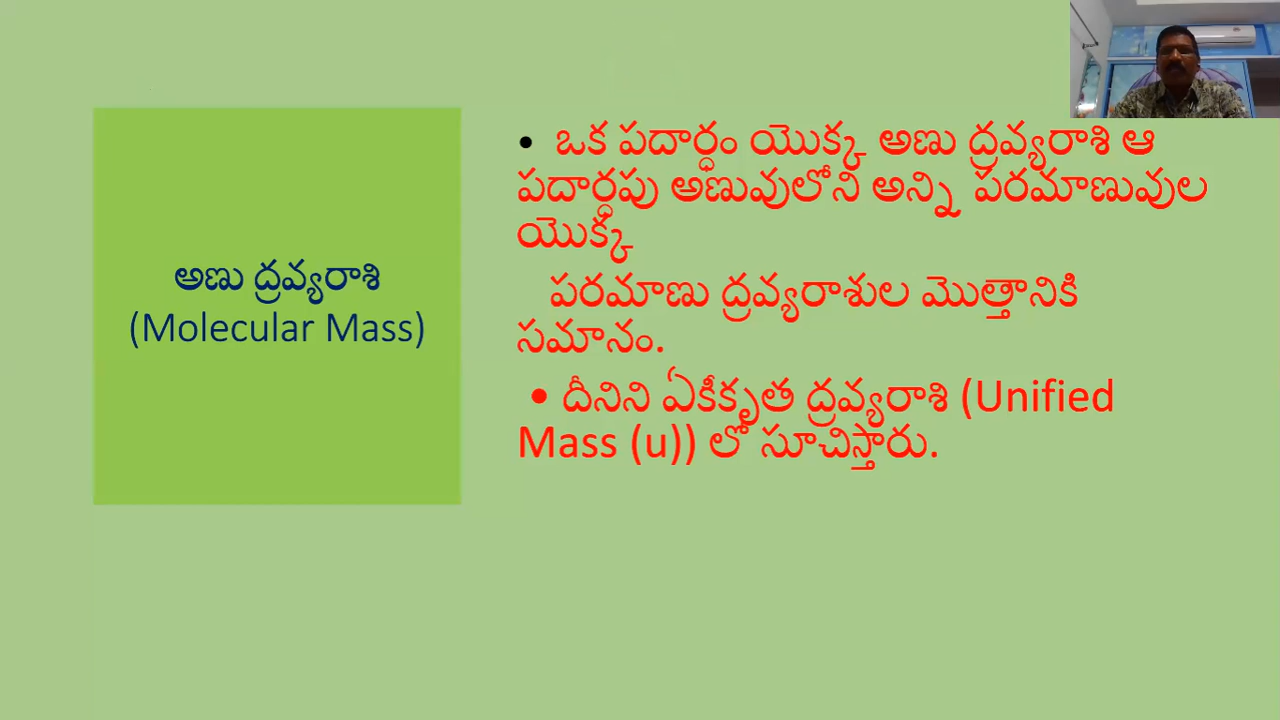 అణు ద్రవ్యరాశి
(Molecular Mass)
• ఒక పదార్ధం యొక్క అణు ద్రవ్యరాశి ఆ
పదార్ధపు అణువులోని అన్ని పరమాణువుల
యొక్క
పరమాణు ద్రవ్యరాశుల మొత్తానికి
సమానం.
• దీనిని ఏకీకృత ద్రవ్యరాశి (Unified
Mass (u)) లో సూచిస్తారు.